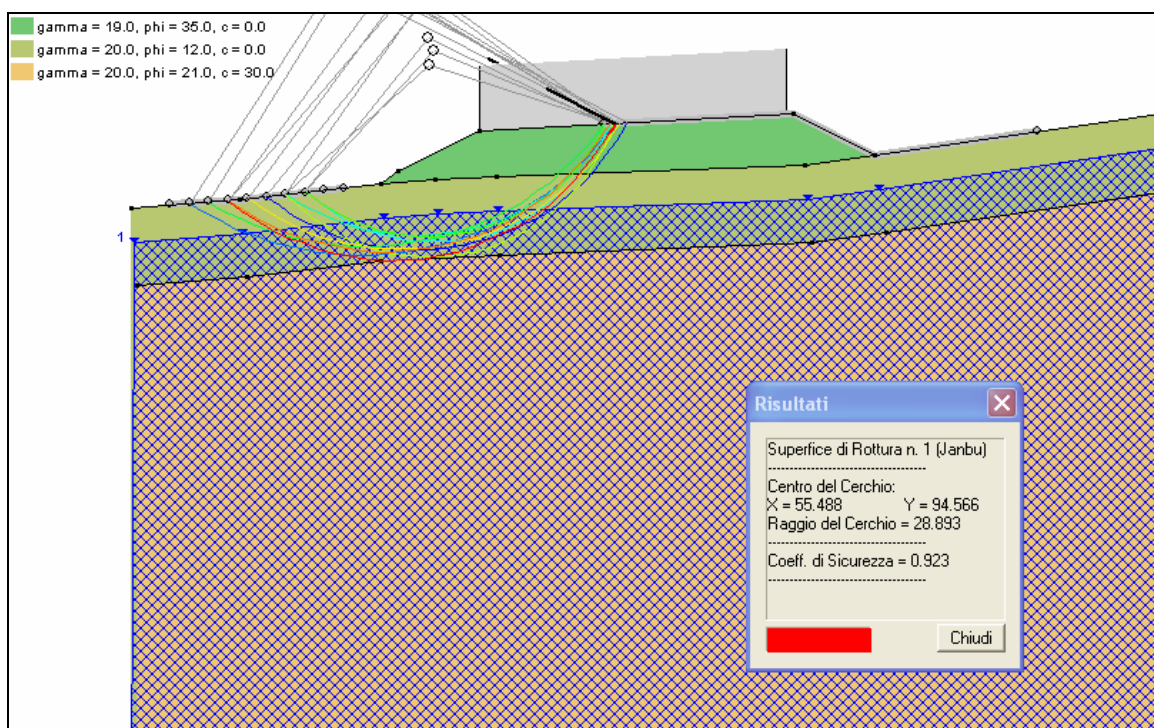 gamma = 19.0, phi = 35.0, c = 0.0
gamma = 20.0, phi = 12.0, c = 0.0
gamma = 20.0, phi = 21.0, c = 30.0
1
Risultati
Superfice di Rottura n. 1 (Janbu)
--------------------------------
Centro del Cerchio:
X = 55.488 Y = 94.566
Raggio del Cerchio = 28.893
--------------------------------
Coeff. di Sicurezza = 0.923
--------------------------------
Chiudi